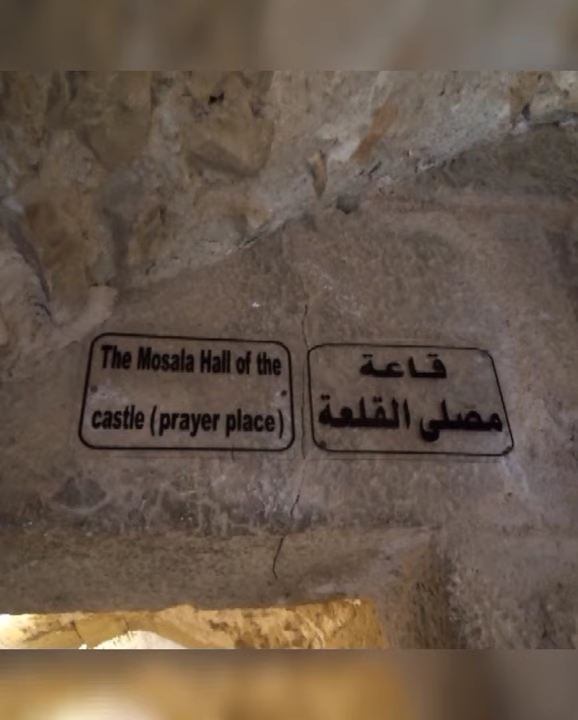 The Mosala Hall of the
castle (prayer place)
قاعة
مصلى القلعة